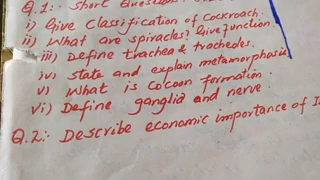 Q.1:- Short Questions
i) Give classification of Cockroach.
ii) What are spiracles? Give function.
iii) Define trachea & trachedes.
iv) State and explain metamorphosis
v) What is cocoon formation
vi) Define ganglia and nerve
Q.2:- Describe economic importance of